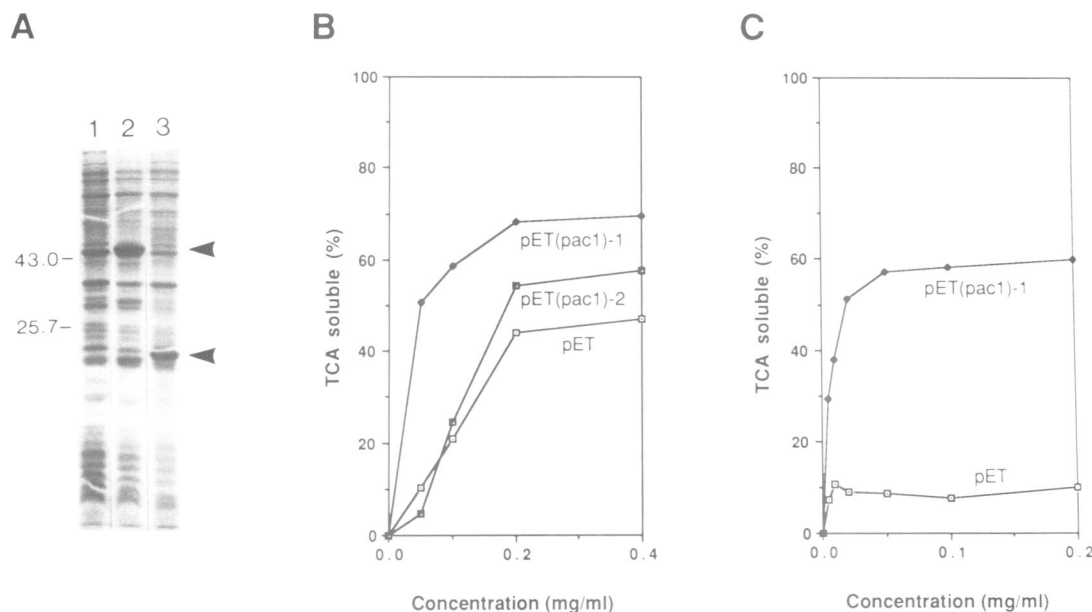 A
1 2 3
43.0–
25.7–
B
TCA soluble (%)
100
80
60
40
20
0
pET(pac1)-1
pET(pac1)-2
pET
0.0
0.2
0.4
Concentration (mg/ml)
C
TCA soluble (%)
100
80
60
40
20
0
pET(pac1)-1
pET
0.0
0.1
0.2
Concentration (mg/ml)